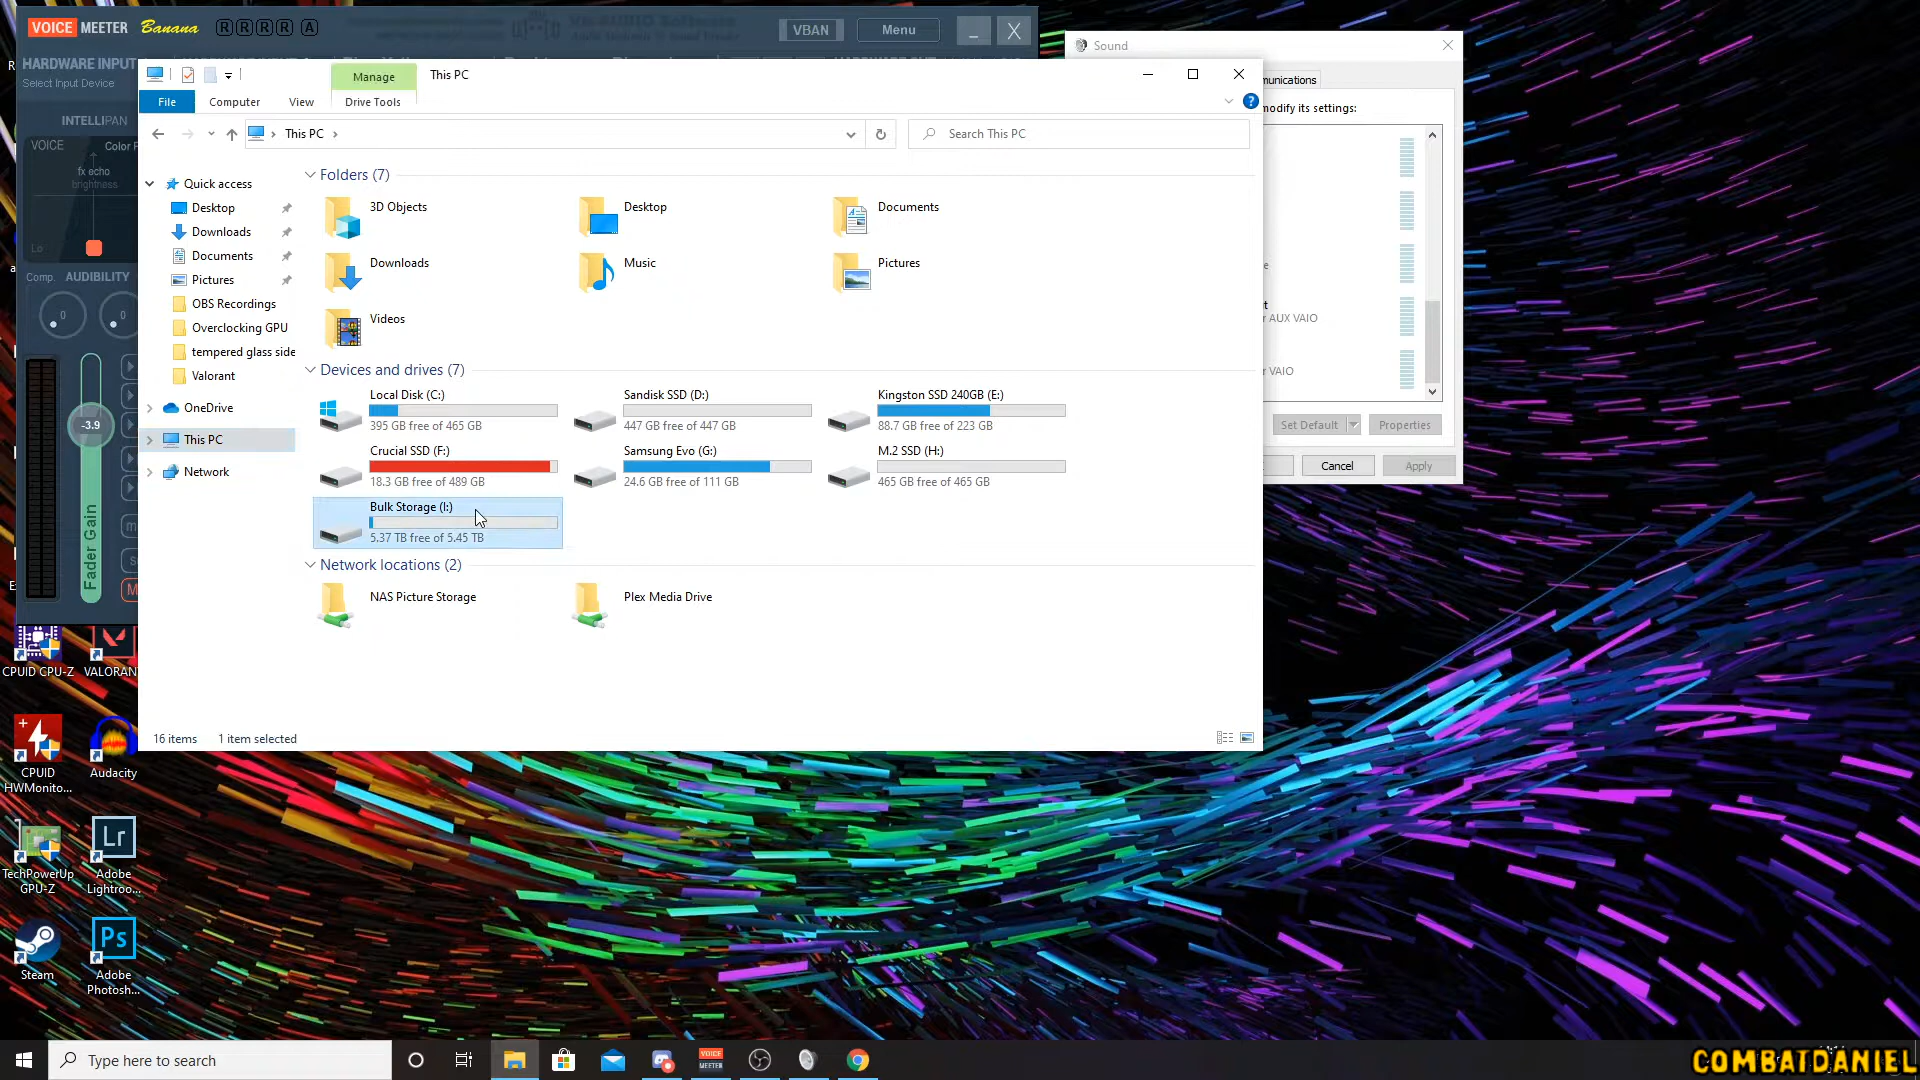 VOICE MEETER Banana R R R R A
VBAN
Menu
X
Sound
HARDWARE INPUT
Select Input Device
Manage
This PC
File
Computer
View
Drive Tools
This PC
Search This PC
munications
modify its settings:
INTELLIPAN
VOICE
Color
fx echo
brightness
Lo
Comp. AUDIBILITY
0
0
-3.9
Fader Gain
Quick access
Desktop
Downloads
Documents
Pictures
OBS Recordings
Overclocking GPU
tempered glass side
Valorant
OneDrive
This PC
Network
Folders (7)
3D Objects
Desktop
Documents
Downloads
Music
Pictures
Videos
Devices and drives (7)
Local Disk (C:)
395 GB free of 465 GB
Sandisk SSD (D:)
447 GB free of 447 GB
Kingston SSD 240GB (E:)
88.7 GB free of 223 GB
Crucial SSD (F:)
18.3 GB free of 489 GB
Samsung Evo (G:)
24.6 GB free of 111 GB
M.2 SSD (H:)
465 GB free of 465 GB
Bulk Storage (I:)
5.37 TB free of 5.45 TB
Network locations (2)
NAS Picture Storage
Plex Media Drive
16 items
1 item selected
r AUX VAIO
r VAIO
Set Default
Properties
Cancel
Apply
CPUID CPU-Z
VALORAN
CPUID
HWMonito...
Audacity
TechPowerUp
GPU-Z
Lr
Adobe
Lightroo...
Steam
Ps
Adobe
Photosh...
Type here to search
VOICE
MEETER
COMBATDANIEL